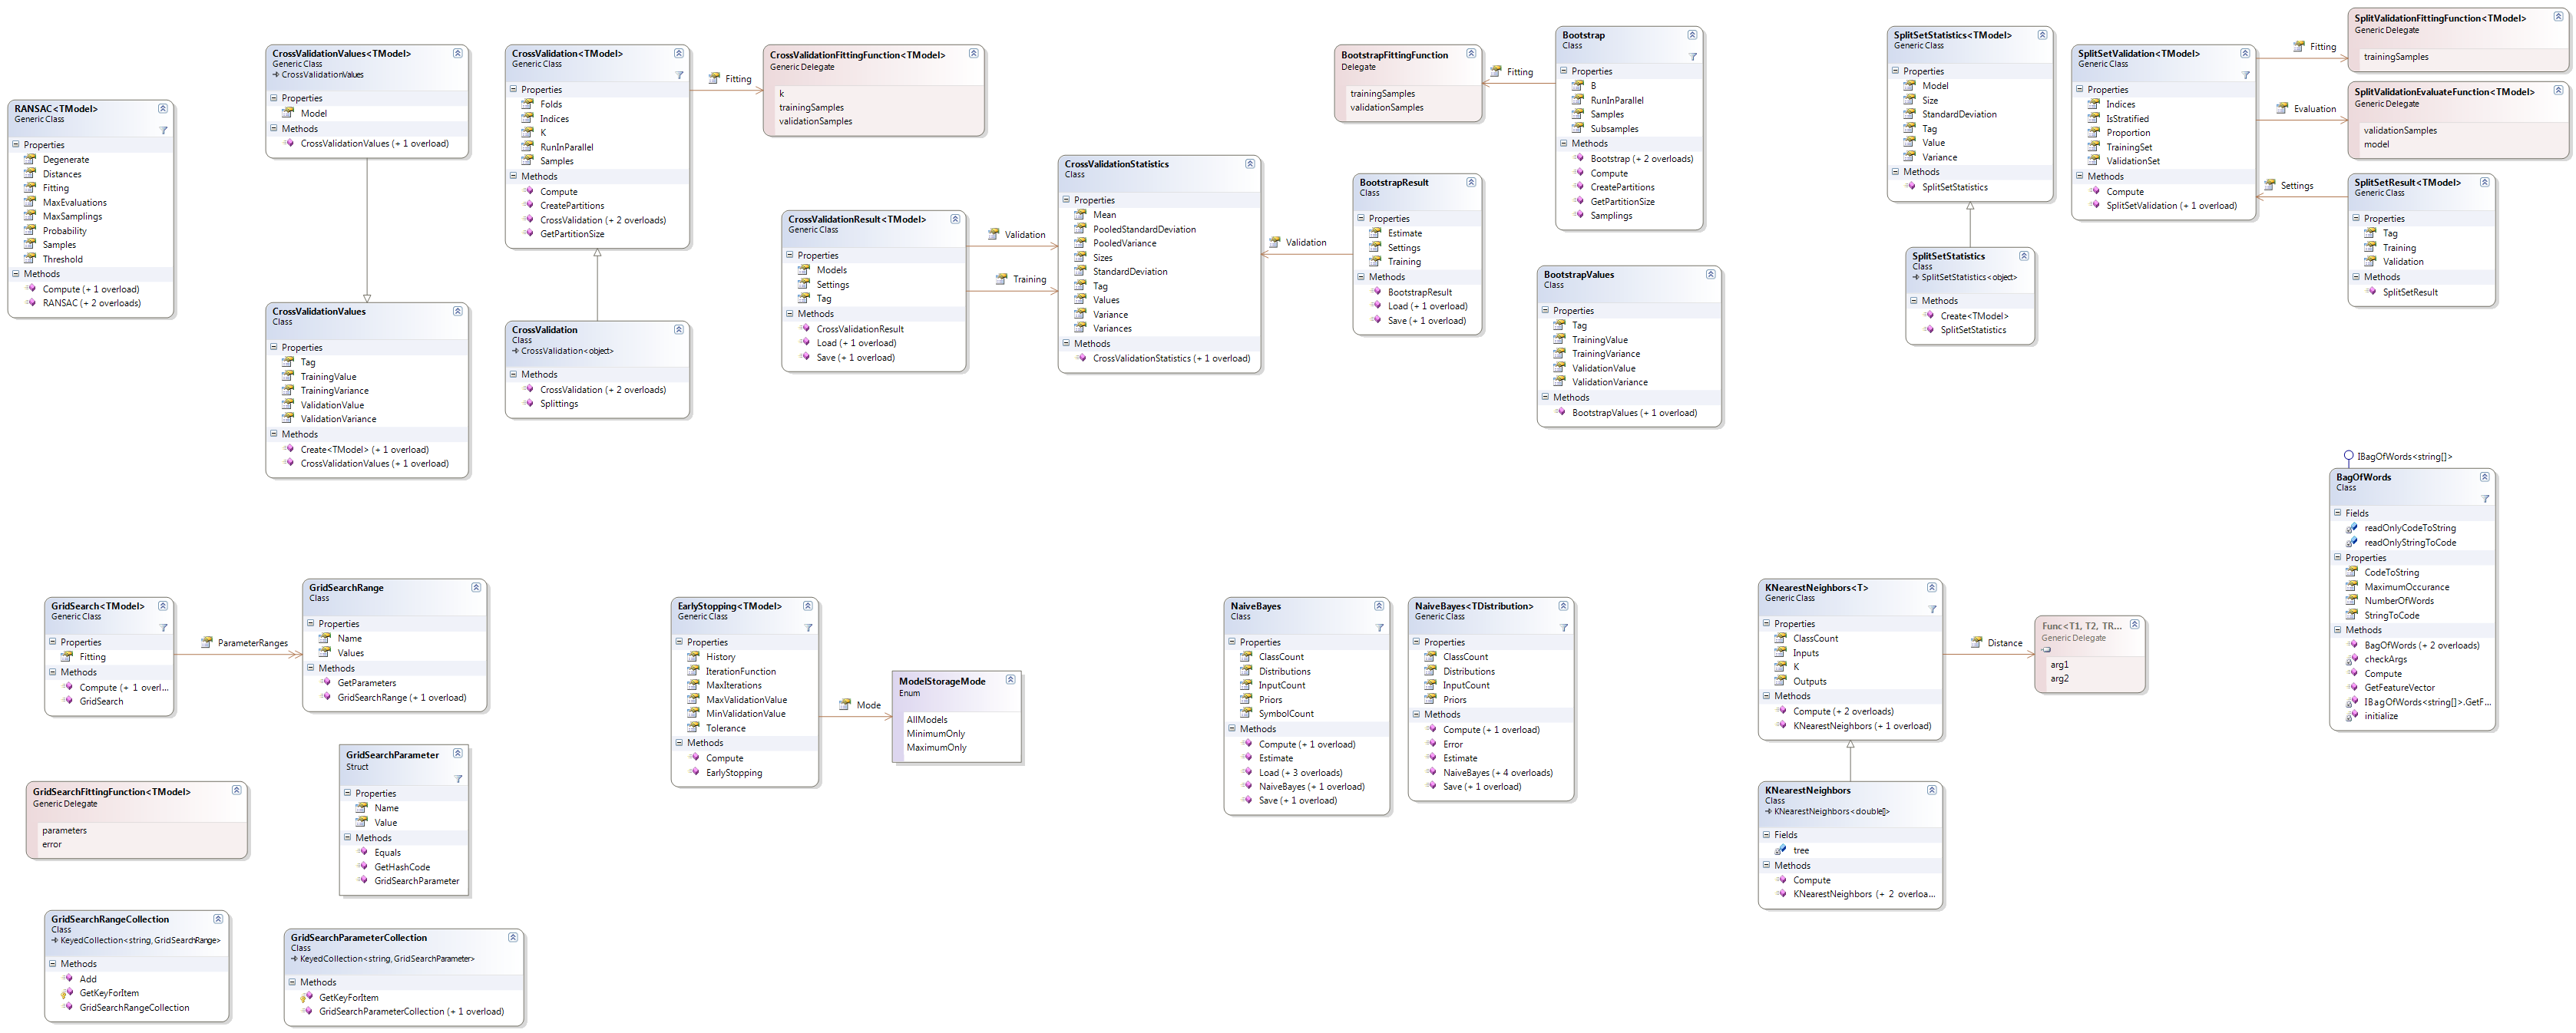 RANSAC<TModel>
Generic Class
Properties
Degenerate
Distances
Fitting
MaxEvaluations
MaxSamplings
Probability
Samples
Threshold
Methods
Compute (+ 1 overload)
RANSAC (+ 2 overloads)
CrossValidationValues<TModel>
Generic Class
CrossValidationValues
Properties
Model
Methods
CrossValidationValues (+ 1 overload)
CrossValidationValues
Class
Properties
Tag
TrainingValue
TrainingVariance
ValidationValue
ValidationVariance
Methods
Create<TModel> (+ 1 overload)
CrossValidationValues (+ 1 overload)
CrossValidation<TModel>
Generic Class
Properties
Folds
Indices
K
RunInParallel
Samples
Methods
Compute
CreatePartitions
CrossValidation (+ 2 overloads)
GetPartitionSize
Fitting
CrossValidation
Class
CrossValidation<object>
Methods
CrossValidation (+ 2 overloads)
Splittings
CrossValidationFittingFunction<TModel>
Generic Delegate
k
trainingSamples
validationSamples
CrossValidationResult<TModel>
Generic Class
Properties
Models
Settings
Tag
Methods
CrossValidationResult
Load (+ 1 overload)
Save (+ 1 overload)
Validation
Training
CrossValidationStatistics
Class
Properties
Mean
PooledStandardDeviation
PooledVariance
Sizes
StandardDeviation
Tag
Values
Variance
Variances
Methods
CrossValidationStatistics (+ 1 overload)
BootstrapFittingFunction
Delegate
trainingSamples
validationSamples
Fitting
Validation
BootstrapResult
Class
Properties
Estimate
Settings
Training
Methods
BootstrapResult
Load (+ 1 overload)
Save (+ 1 overload)
Bootstrap
Class
Properties
B
RunInParallel
Samples
Subsamples
Methods
Bootstrap (+ 2 overloads)
Compute
CreatePartitions
GetPartitionSize
Samplings
BootstrapValues
Class
Properties
Tag
TrainingValue
TrainingVariance
ValidationValue
ValidationVariance
Methods
BootstrapValues (+ 1 overload)
SplitSetStatistics<TModel>
Generic Class
Properties
Model
Size
StandardDeviation
Tag
Value
Variance
Methods
SplitSetStatistics
SplitSetStatistics
Class
SplitSetStatistics<object>
Methods
Create<TModel>
SplitSetStatistics
SplitSetValidation<TModel>
Generic Class
Properties
Indices
IsStratified
Proportion
TrainingSet
ValidationSet
Methods
Compute
SplitSetValidation (+ 1 overload)
Fitting
Evaluation
Settings
SplitValidationFittingFunction<TModel>
Generic Delegate
trainingSamples
SplitValidationEvaluateFunction<TModel>
Generic Delegate
validationSamples
model
SplitSetResult<TModel>
Generic Class
Properties
Tag
Training
Validation
Methods
SplitSetResult
IBagOfWords<string[]>
BagOfWords
Class
Fields
readOnlyCodeToString
readOnlyStringToCode
Properties
CodeToString
MaximumOccurance
NumberOfWords
StringToCode
Methods
BagOfWords (+ 2 overloads)
checkArgs
Compute
GetFeatureVector
IBagOfWords<string[]>.GetF...
initialize
GridSearch<TModel>
Generic Class
Properties
Fitting
Methods
Compute (+ 1 overl...
GridSearch
ParameterRanges
GridSearchRange
Class
Properties
Name
Values
Methods
GetParameters
GridSearchRange (+ 1 overload)
GridSearchParameter
Struct
Properties
Name
Value
Methods
Equals
GetHashCode
GridSearchParameter
GridSearchFittingFunction<TModel>
Generic Delegate
parameters
error
GridSearchRangeCollection
Class
KeyedCollection<string, GridSearchRange>
Methods
Add
GetKeyForItem
GridSearchRangeCollection
GridSearchParameterCollection
Class
KeyedCollection<string, GridSearchParameter>
Methods
GetKeyForItem
GridSearchParameterCollection (+ 1 overload)
EarlyStopping<TModel>
Generic Class
Properties
History
IterationFunction
MaxIterations
MaxValidationValue
MinValidationValue
Tolerance
Methods
Compute
EarlyStopping
Mode
ModelStorageMode
Enum
AllModels
MinimumOnly
MaximumOnly
NaiveBayes
Class
Properties
ClassCount
Distributions
InputCount
Priors
SymbolCount
Methods
Compute (+ 1 overload)
Estimate
Load (+ 3 overloads)
NaiveBayes (+ 1 overload)
Save (+ 1 overload)
NaiveBayes<TDistribution>
Generic Class
Properties
ClassCount
Distributions
InputCount
Priors
Methods
Compute (+ 1 overload)
Error
Estimate
NaiveBayes (+ 4 overloads)
Save (+ 1 overload)
KNearestNeighbors<T>
Generic Class
Properties
ClassCount
Inputs
K
Outputs
Methods
Compute (+ 2 overloads)
KNearestNeighbors (+ 1 overload)
Distance
Func<T1, T2, TR...
Generic Delegate
arg1
arg2
KNearestNeighbors
Class
KNearestNeighbors<double[]>
Fields
tree
Methods
Compute
KNearestNeighbors (+ 2 overloa...